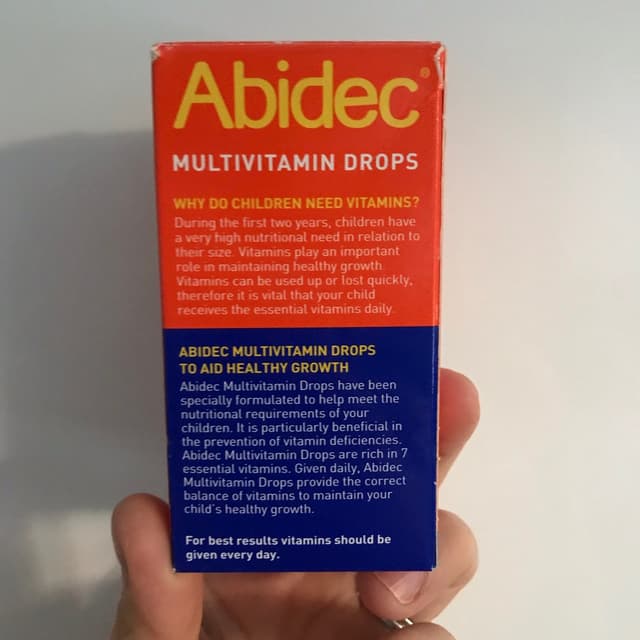 Abidec®
MULTIVITAMIN DROPS
WHY DO CHILDREN NEED VITAMINS?
During the first two years, children have
a very high nutritional need in relation to
their size. Vitamins play an important
role in maintaining healthy growth.
Vitamins can be used up or lost quickly,
therefore it is vital that your child
receives the essential vitamins daily.
ABIDEC MULTIVITAMIN DROPS
TO AID HEALTHY GROWTH
Abidec Multivitamin Drops have been
specially formulated to help meet the
nutritional requirements of your
children. It is particularly beneficial in
the prevention of vitamin deficiencies.
Abidec Multivitamin Drops are rich in 7
essential vitamins. Given daily, Abidec
Multivitamin Drops provide the correct
balance of vitamins to maintain your
child's healthy growth.
For best results vitamins should be
given every day.